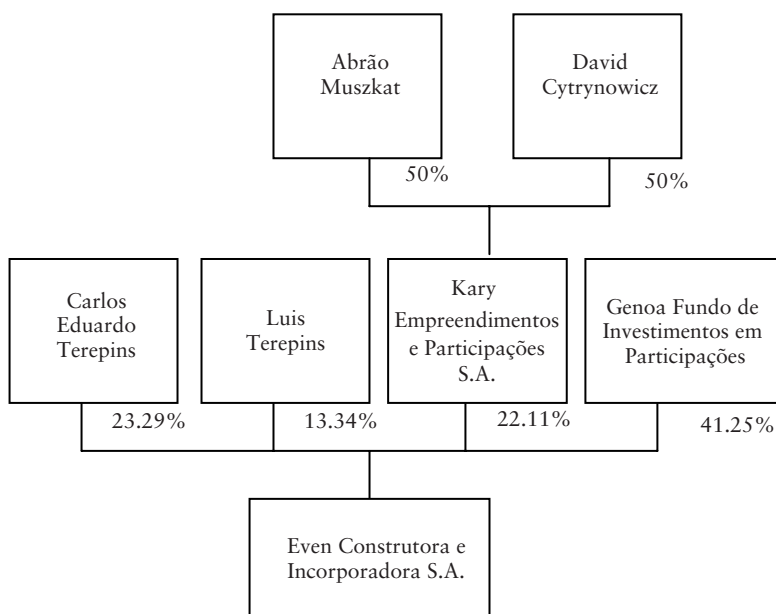 Abrão
Muszkat
David
Cytrynowicz
50%
50%
Carlos
Eduardo
Terepins
Luis
Terepins
Kary
Empreendimentos
e Participações
S.A.
Genoa Fundo de
Investimentos em
Participações
23.29%
13.34%
22.11%
41.25%
Even Construtora e
Incorporadora S.A.